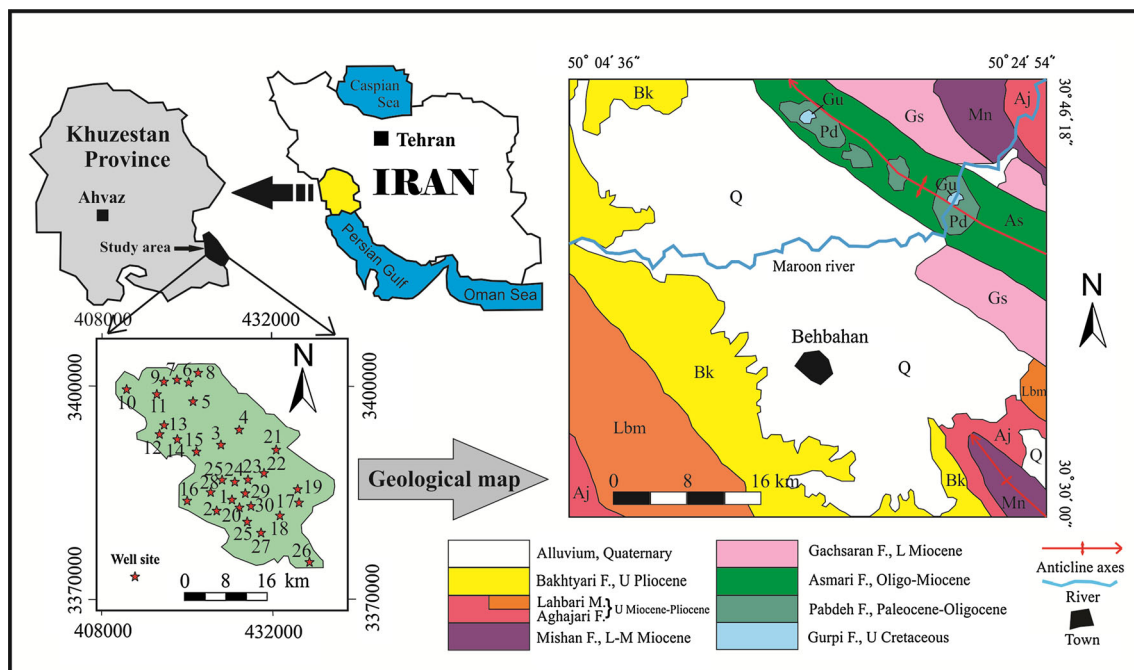 Caspian
Sea
Tehran
IRAN
Persian Gulf
Oman Sea
Khuzestan
Province
Ahvaz
Study area
408000
432000
3400000
3400000
N
7
6
8
9
10
11
5
13
12
14
15
3
4
21
25
24
23
22
16
28
1
29
17
19
2
20
30
25
18
27
26
Well site
0
8
16 km
3370000
3370000
408000
432000
Geological map
50° 04' 36"
50° 24' 54"
30° 46' 18"
30° 30' 00"
Bk
Gu
Pd
Gs
Mn
Aj
Q
Gu
Pd
As
Maroon river
Gs
N
Behbahan
Bk
Q
Lbm
Lbm
Aj
Q
Aj
Bk
Mn
0
8
16 km
Alluvium, Quaternary
Bakhtyari F., U Pliocene
Lahbari M.
Aghajari F.
} U Miocene-Pliocene
Mishan F., L-M Miocene
Gachsaran F., L Miocene
Asmari F., Oligo-Miocene
Pabdeh F., Paleocene-Oligocene
Gurpi F., U Cretaceous
Anticline axes
River
Town